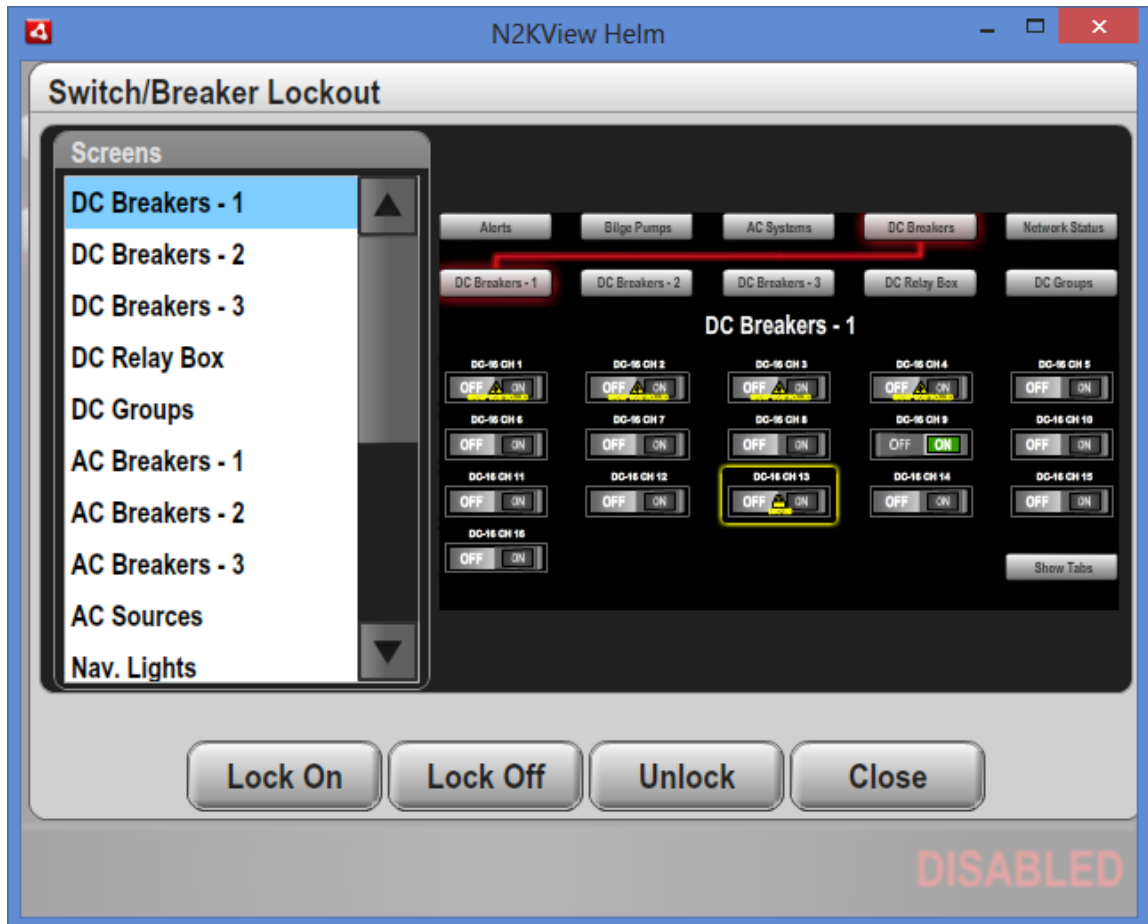 N2KView Helm
Switch/Breaker Lockout
Screens
DC Breakers - 1
DC Breakers - 2
DC Breakers - 3
DC Relay Box
DC Groups
AC Breakers - 1
AC Breakers - 2
AC Breakers - 3
AC Sources
Nav. Lights
Alerts Bilge Pumps AC Systems DC Breakers Network Status
DC Breakers - 1 DC Breakers - 2 DC Breakers - 3 DC Relay Box DC Groups
DC Breakers - 1
DC-16 CH 1 DC-16 CH 2 DC-16 CH 3 DC-16 CH 4 DC-16 CH 5
OFF ON OFF ON OFF ON OFF ON OFF ON
DC-16 CH 6 DC-16 CH 7 DC-16 CH 8 DC-16 CH 9 DC-16 CH 10
OFF ON OFF ON OFF ON OFF ON OFF ON
DC-16 CH 11 DC-16 CH 12 DC-16 CH 13 DC-16 CH 14 DC-16 CH 15
OFF ON OFF ON OFF ON OFF ON OFF ON
DC-16 CH 16
OFF ON
Show Tabs
Lock On Lock Off Unlock Close
DISABLED